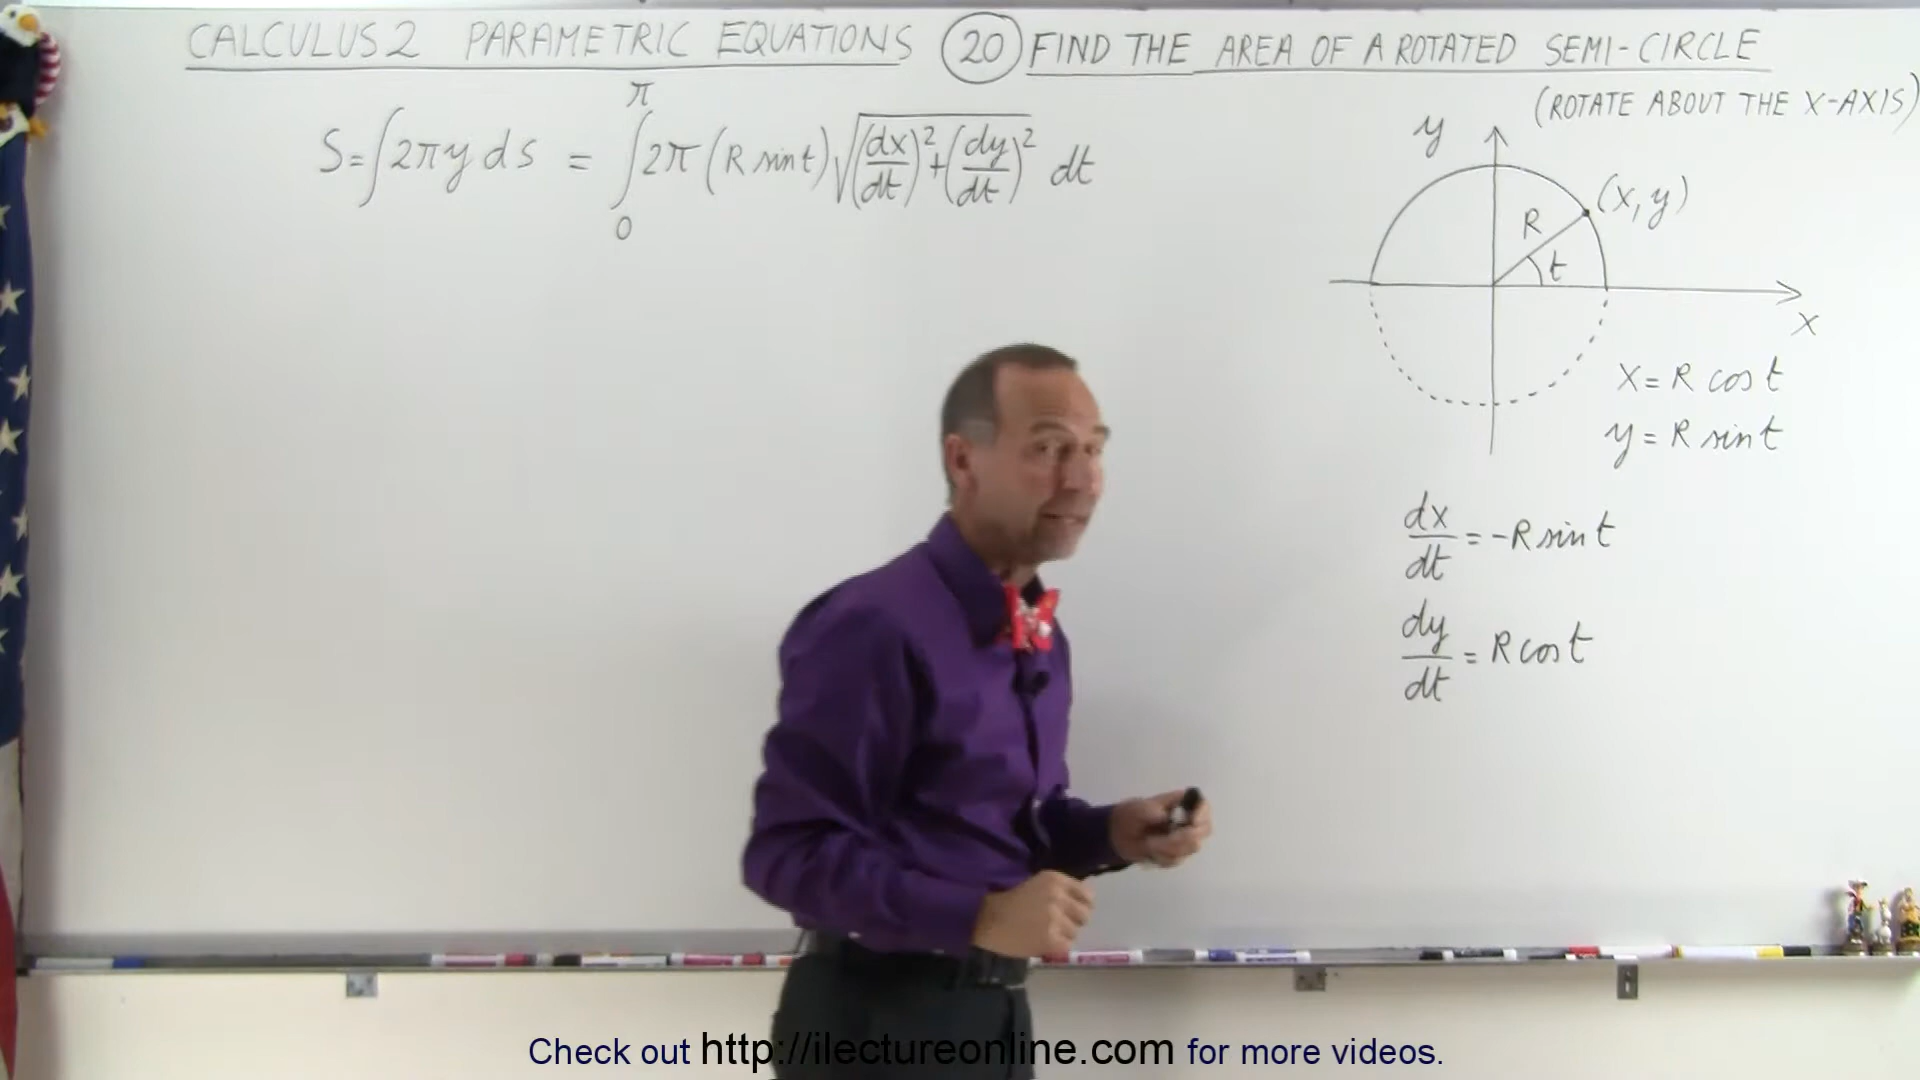 CALCULUS 2 PARAMETRIC EQUATIONS (20) FIND THE AREA OF A ROTATED SEMI-CIRCLE
(ROTATE ABOUT THE X-AXIS)
S = ∫ 2πy ds = ∫₀^π 2π (R sin t) √((dx/dt)² + (dy/dt)²) dt
y
(x, y)
R
t
x
x = R cos t
y = R sin t
dx/dt = -R sin t
dy/dt = R cos t
Check out http://ilectureonline.com for more videos.